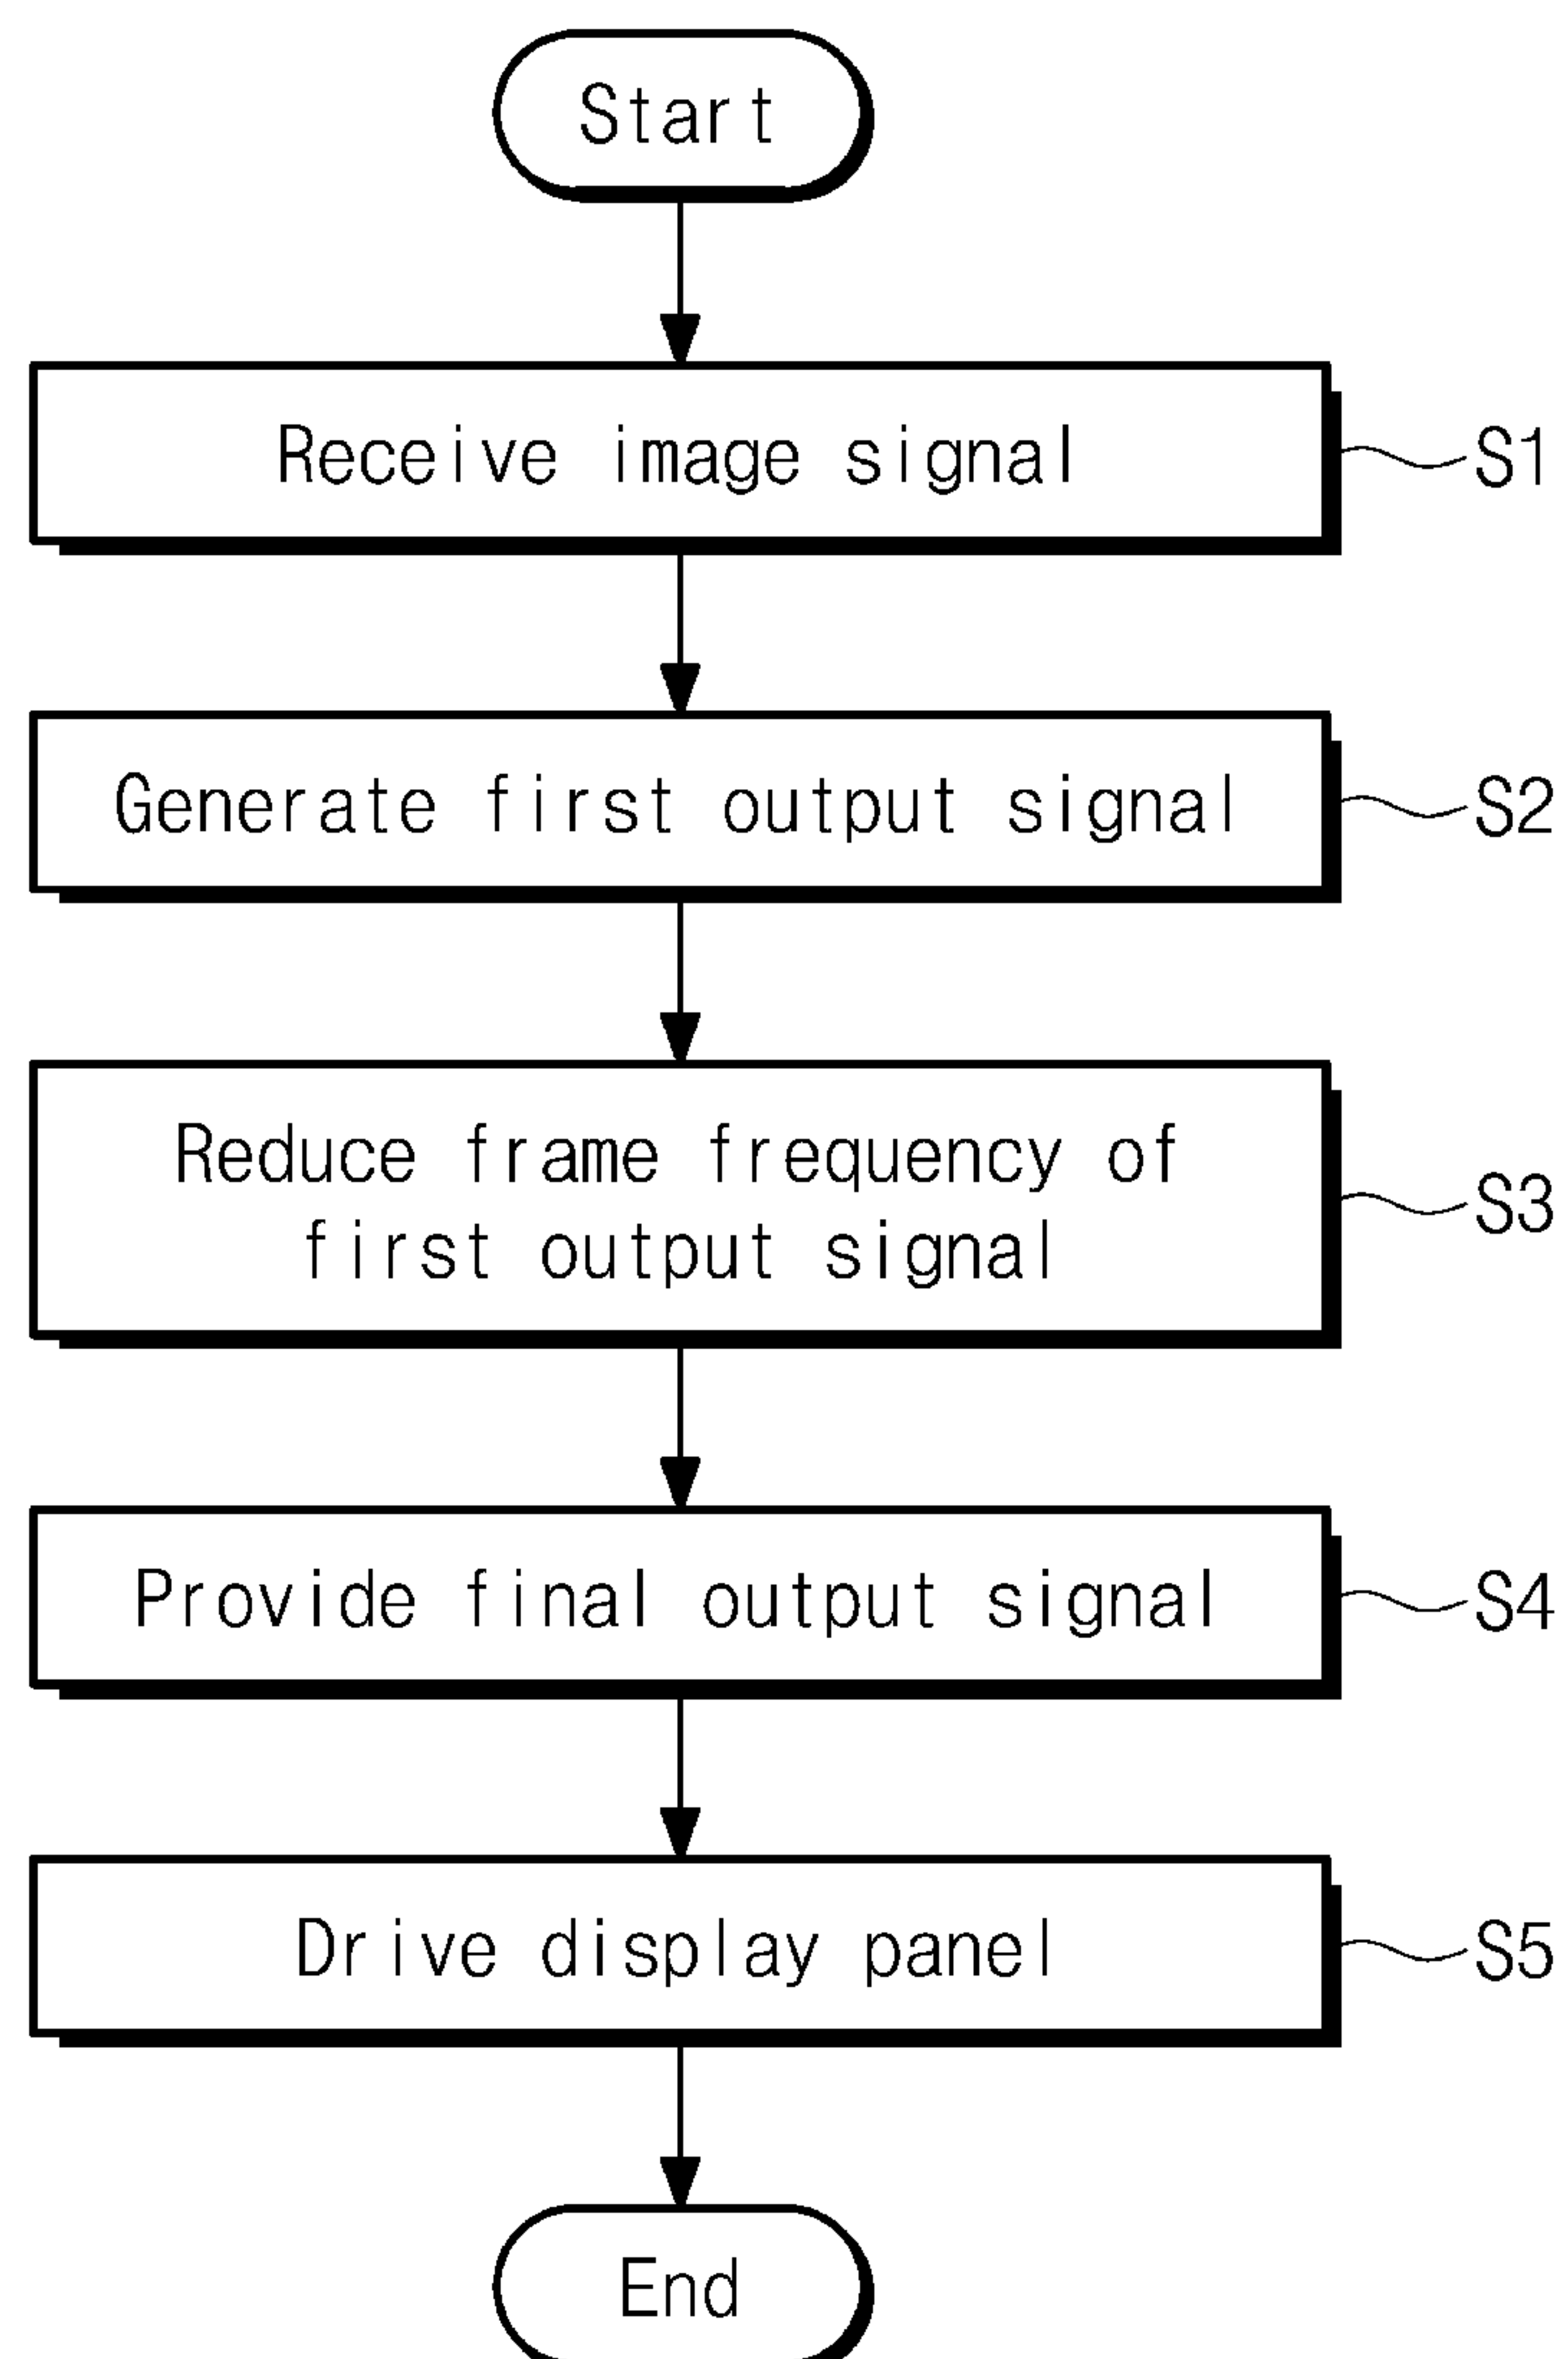 Start
Receive image signal
S1
Generate first output signal
S2
Reduce frame frequency of
first output signal
S3
Provide final output signal
S4
Drive display panel
S5
End